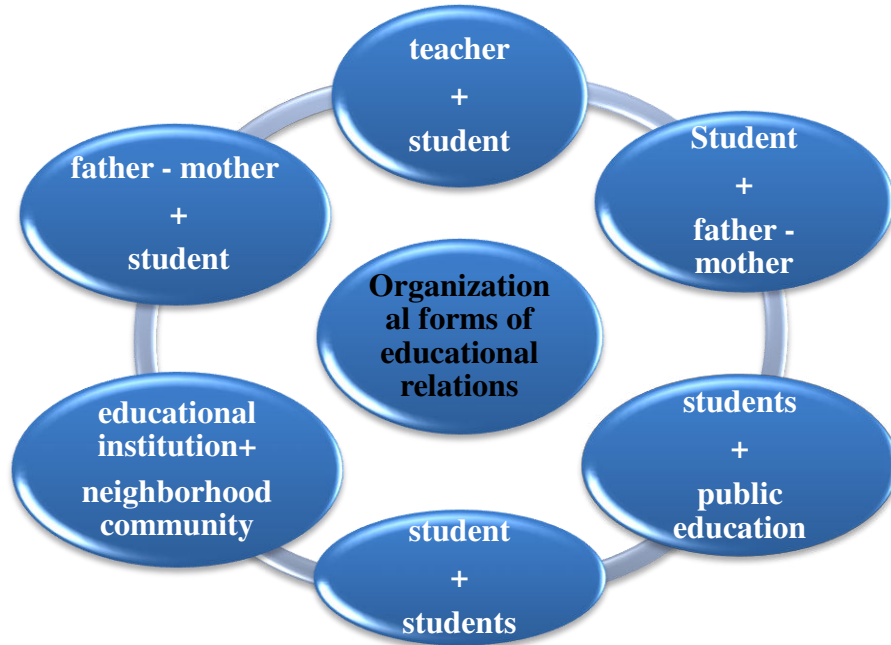 teacher
+
student
father - mother
+
student
Student
+
father -
mother
Organization
al forms of
educational
relations
educational
institution+
neighborhood
community
students
+
public
education
student
+
students